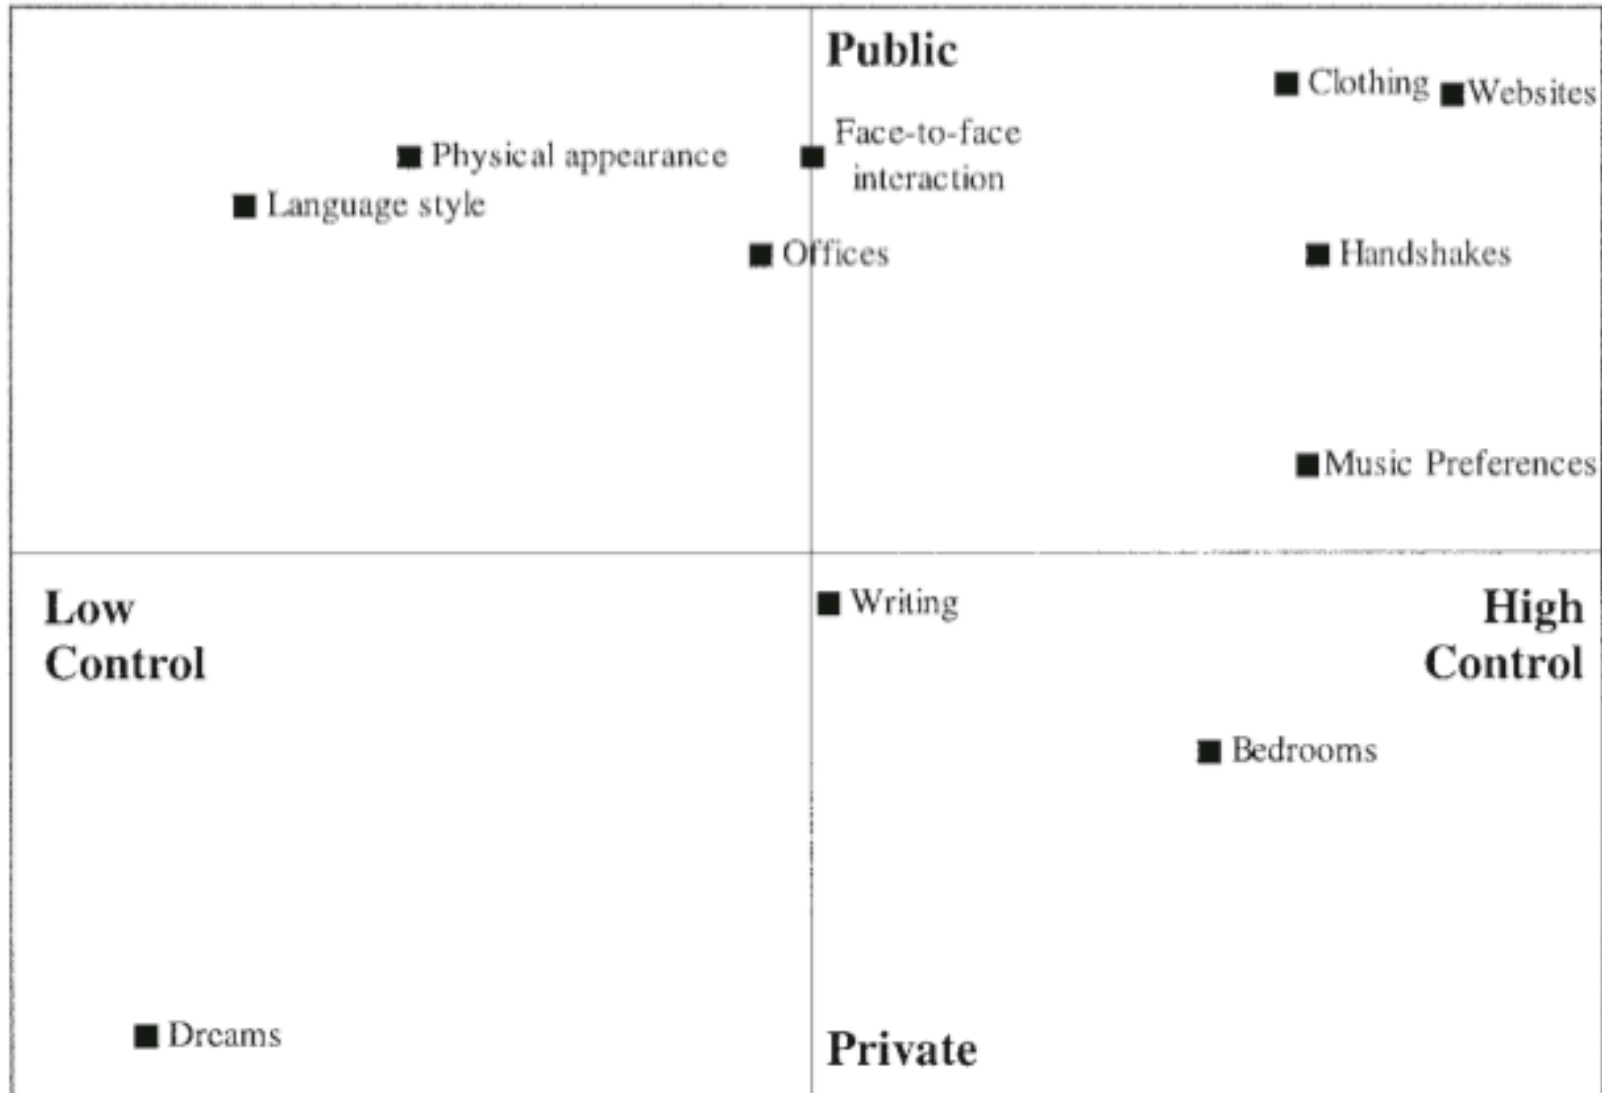 Public
Clothing
Websites
Face-to-face
interaction
Physical appearance
Language style
Offices
Handshakes
Music Preferences
Low
Control
Writing
High
Control
Bedrooms
Dreams
Private